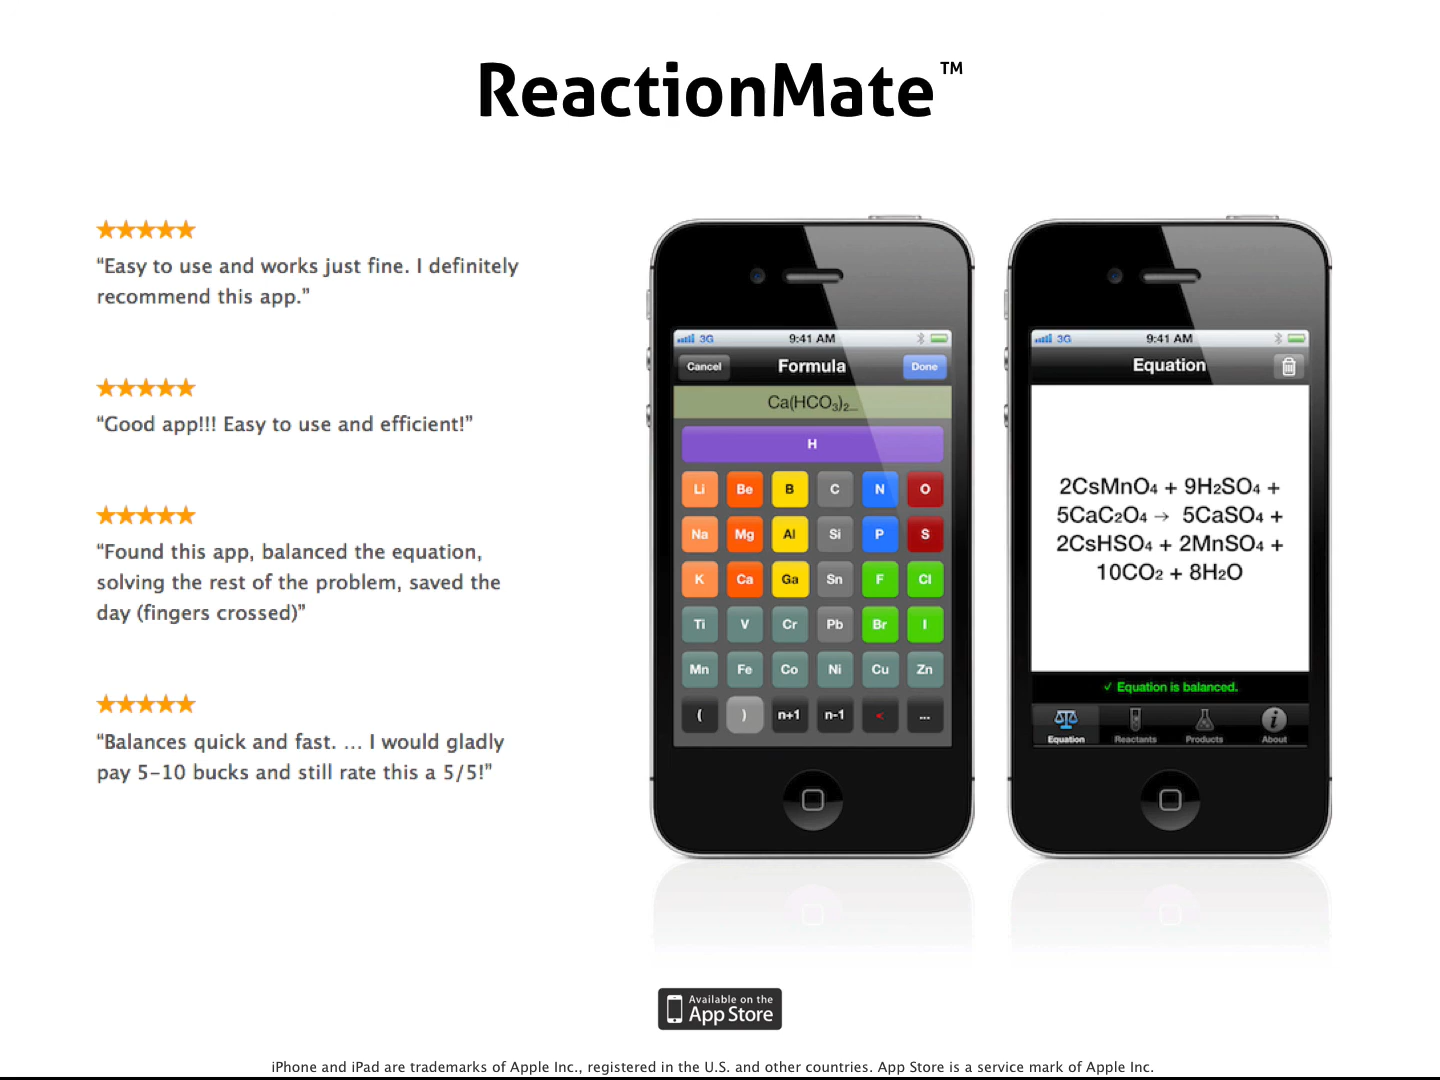 ReactionMate™
★★★★★
“Easy to use and works just fine. I definitely
recommend this app.”
★★★★★
“Good app!!! Easy to use and efficient!”
★★★★★
“Found this app, balanced the equation,
solving the rest of the problem, saved the
day (fingers crossed)”
★★★★★
“Balances quick and fast. ... I would gladly
pay 5–10 bucks and still rate this a 5/5!”
3G 9:41 AM
Cancel Formula Done
Ca(HCO₃)₂_
H
Li Be B C N O
Na Mg Al Si P S
K Ca Ga Sn F Cl
Ti V Cr Pb Br I
Mn Fe Co Ni Cu Zn
( ) n+1 n-1 < ...
3G 9:41 AM
Equation
2CsMnO₄ + 9H₂SO₄ +
5CaC₂O₄ → 5CaSO₄ +
2CsHSO₄ + 2MnSO₄ +
10CO₂ + 8H₂O
✓ Equation is balanced.
Equation Reactants Products About
Available on the
App Store
iPhone and iPad are trademarks of Apple Inc., registered in the U.S. and other countries. App Store is a service mark of Apple Inc.